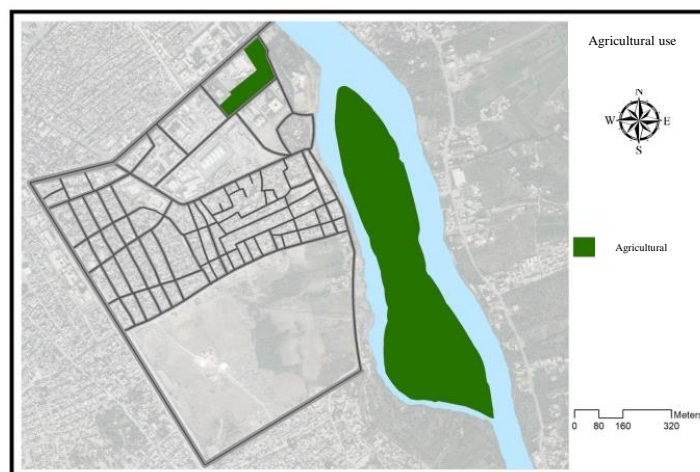 Agricultural use
N
W E
S
Agricultural
Meters
0 80 160 320